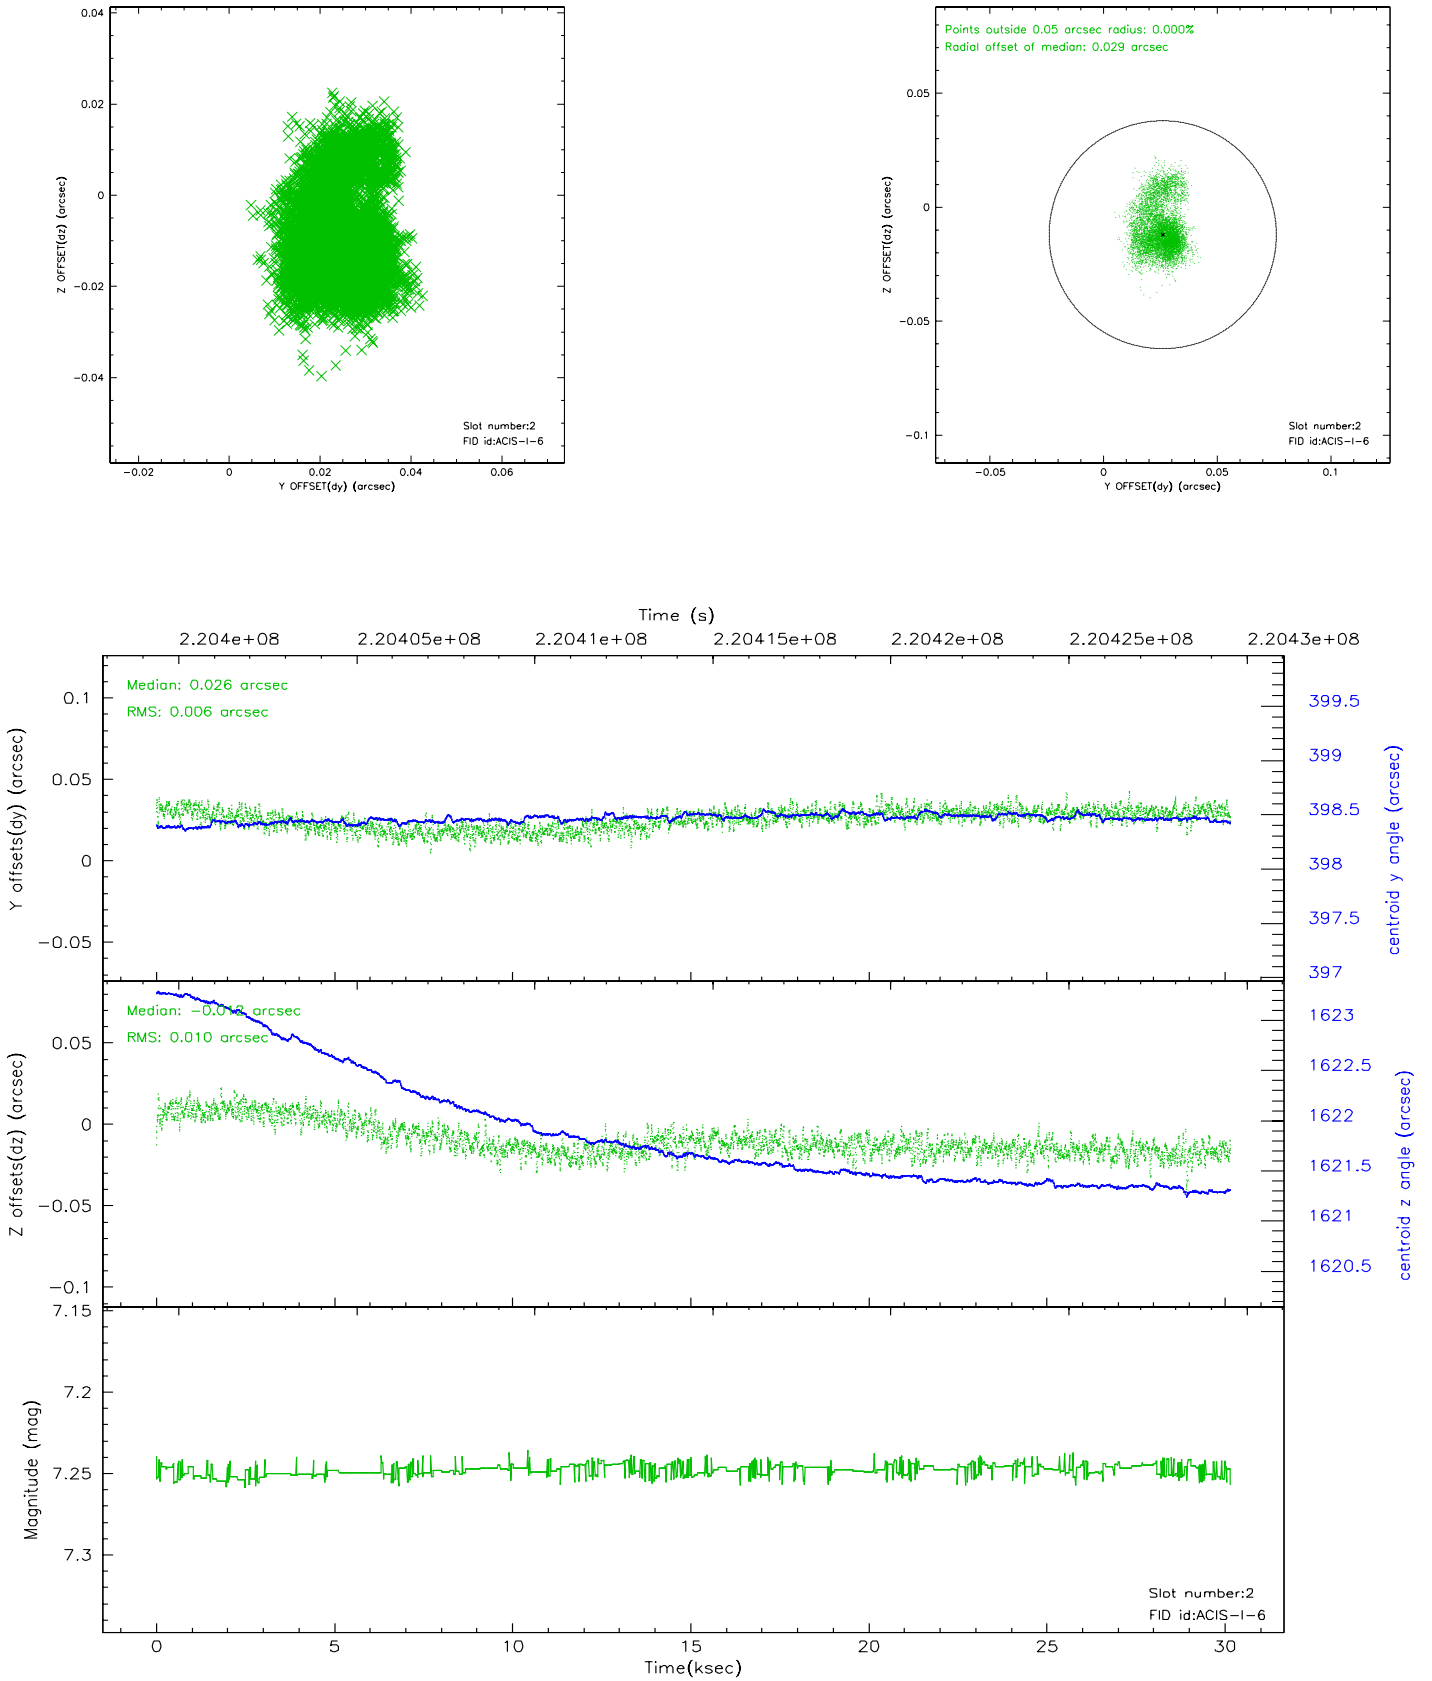 0.04
0.02
0
−0.02
−0.04
Z OFFSET(dz) (arcsec)
Slot number:2
FID id:ACIS−I−6
−0.02 0 0.02 0.04 0.06
Y OFFSET(dy) (arcsec)
Points outside 0.05 arcsec radius: 0.000%
Radial offset of median: 0.029 arcsec
0.05
0
−0.05
−0.1
Z OFFSET(dz) (arcsec)
Slot number:2
FID id:ACIS−I−6
−0.05 0 0.05 0.1
Y OFFSET(dy) (arcsec)
Time (s)
2.204e+08 2.20405e+08 2.2041e+08 2.20415e+08 2.2042e+08 2.20425e+08 2.2043e+08
Median: 0.026 arcsec
RMS: 0.006 arcsec
0.1
0.05
0
−0.05
Y offsets(dy) (arcsec)
399.5
399
398.5
398
397.5
397
centroid y angle (arcsec)
Median: −0.012 arcsec
RMS: 0.010 arcsec
0.05
0
−0.05
−0.1
Z offsets(dz) (arcsec)
1623
1622.5
1622
1621.5
1621
1620.5
centroid z angle (arcsec)
7.15
7.2
7.25
7.3
Magnitude (mag)
Slot number:2
FID id:ACIS−I−6
0 5 10 15 20 25 30
Time(ksec)